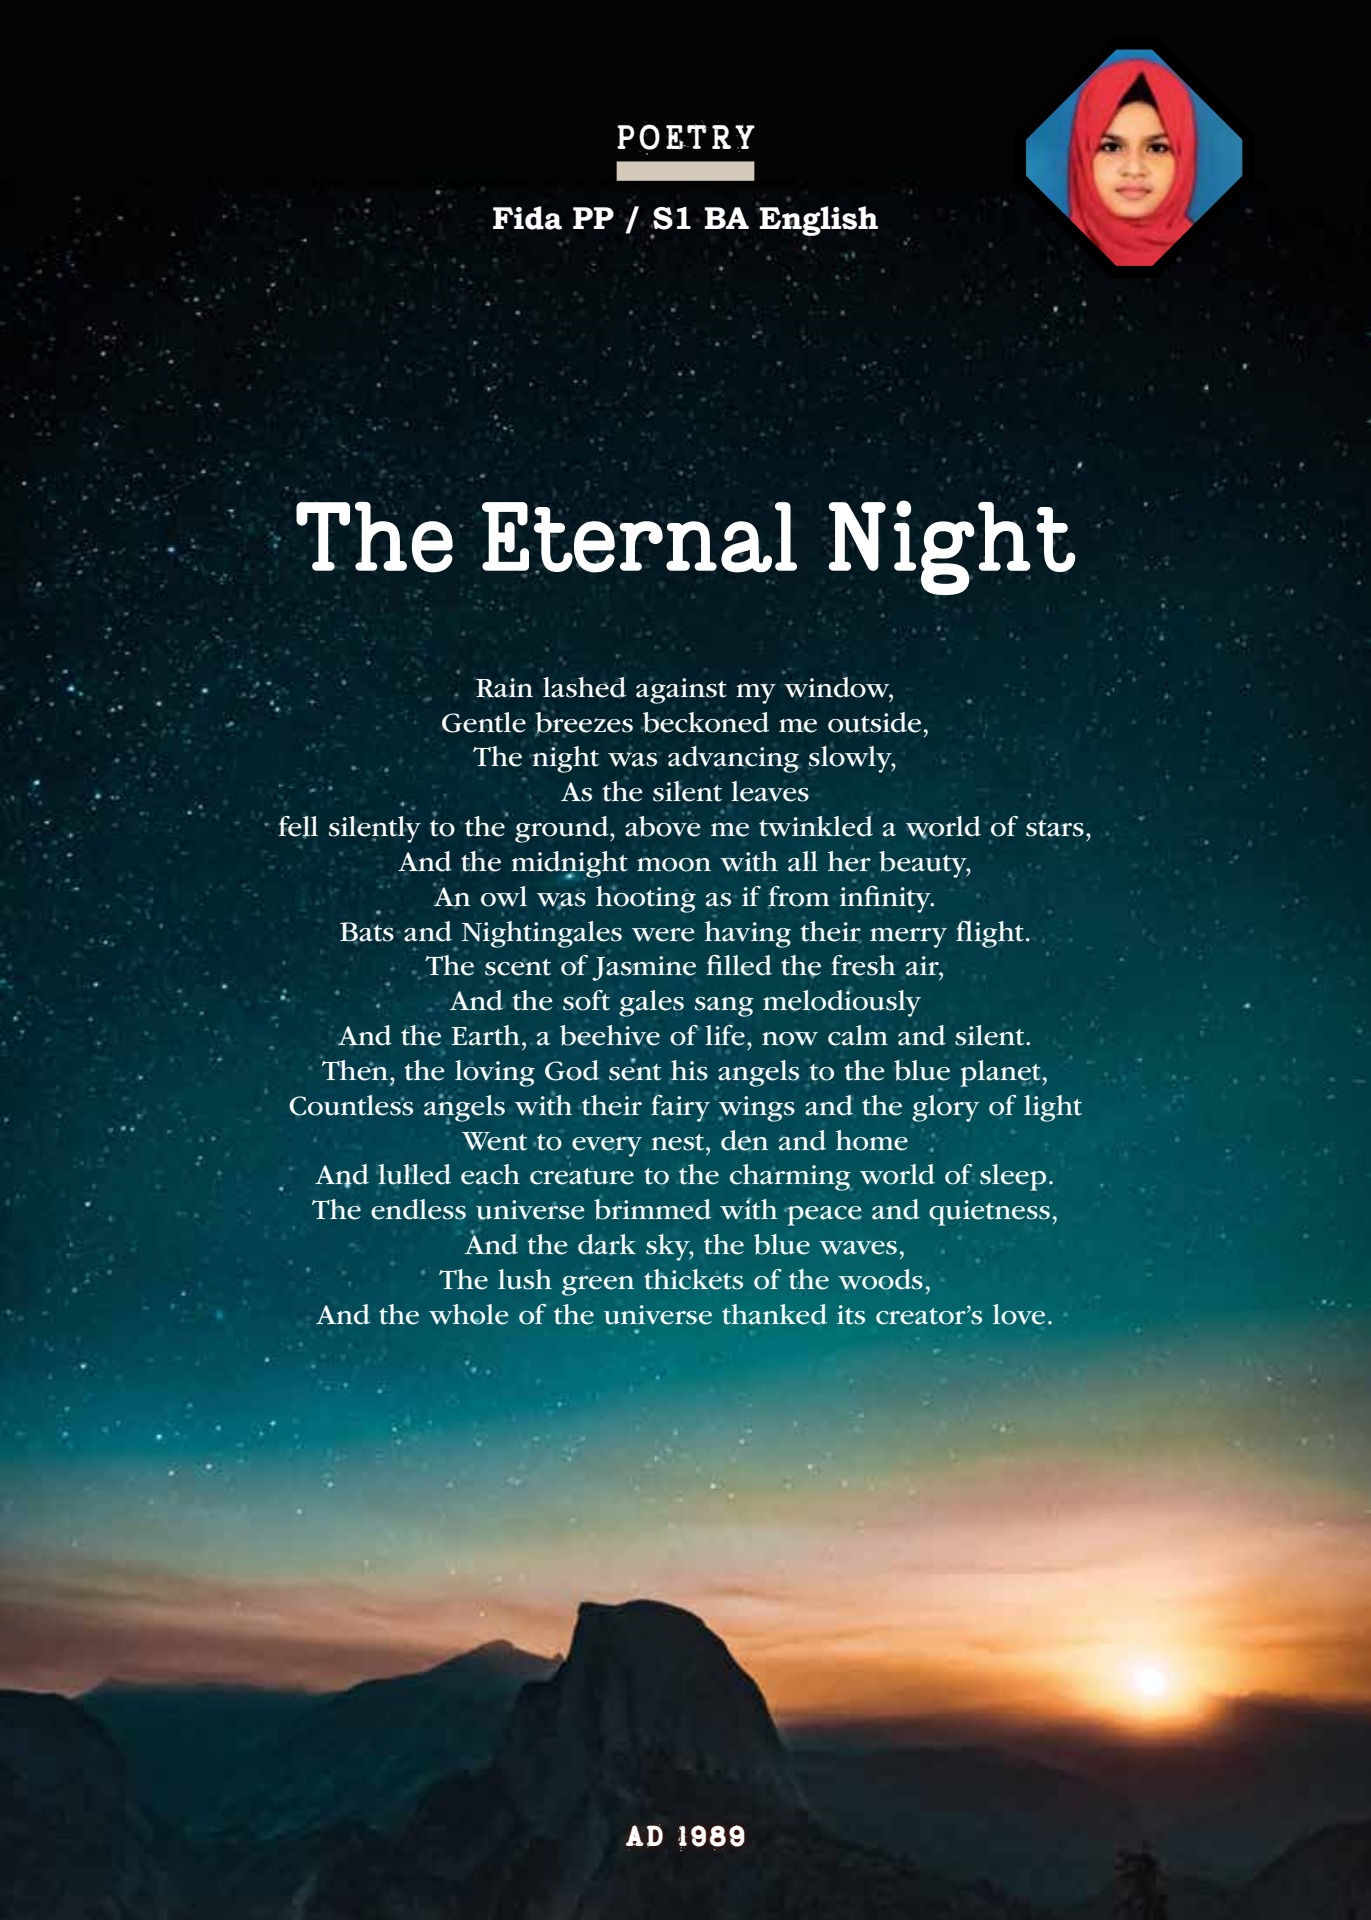 POETRY
Fida PP / S1 BA English
The Eternal Night
Rain lashed against my window,
Gentle breezes beckoned me outside,
The night was advancing slowly,
As the silent leaves
fell silently to the ground, above me twinkled a world of stars,
And the midnight moon with all her beauty,
An owl was hooting as if from infinity.
Bats and Nightingales were having their merry flight.
The scent of Jasmine filled the fresh air,
And the soft gales sang melodiously
And the Earth, a beehive of life, now calm and silent.
Then, the loving God sent his angels to the blue planet,
Countless angels with their fairy wings and the glory of light
Went to every nest, den and home
And lulled each creature to the charming world of sleep.
The endless universe brimmed with peace and quietness,
And the dark sky, the blue waves,
The lush green thickets of the woods,
And the whole of the universe thanked its creator’s love.
AD 1989